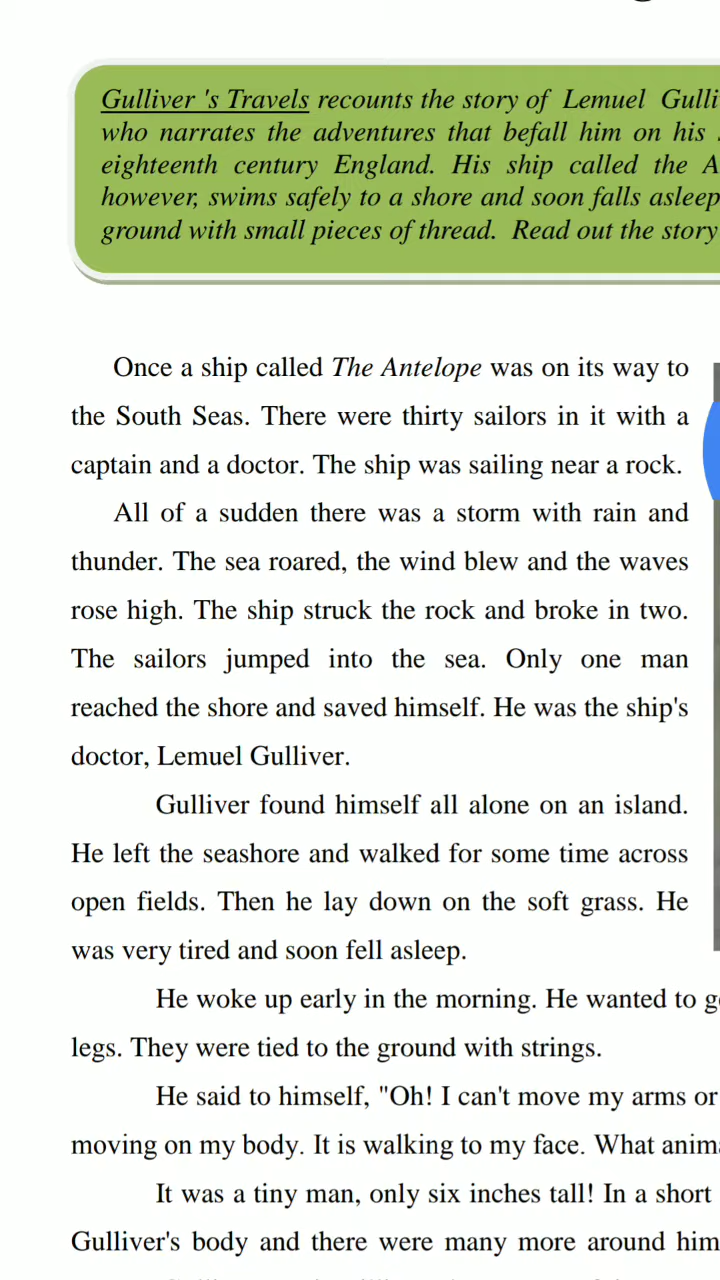 Gulliver 's Travels recounts the story of Lemuel Gulli
who narrates the adventures that befall him on his
eighteenth century England. His ship called the A
however, swims safely to a shore and soon falls asleep
ground with small pieces of thread. Read out the story
Once a ship called The Antelope was on its way to
the South Seas. There were thirty sailors in it with a
captain and a doctor. The ship was sailing near a rock.
All of a sudden there was a storm with rain and
thunder. The sea roared, the wind blew and the waves
rose high. The ship struck the rock and broke in two.
The sailors jumped into the sea. Only one man
reached the shore and saved himself. He was the ship's
doctor, Lemuel Gulliver.
Gulliver found himself all alone on an island.
He left the seashore and walked for some time across
open fields. Then he lay down on the soft grass. He
was very tired and soon fell asleep.
He woke up early in the morning. He wanted to g
legs. They were tied to the ground with strings.
He said to himself, "Oh! I can't move my arms or
moving on my body. It is walking to my face. What anim
It was a tiny man, only six inches tall! In a short
Gulliver's body and there were many more around him